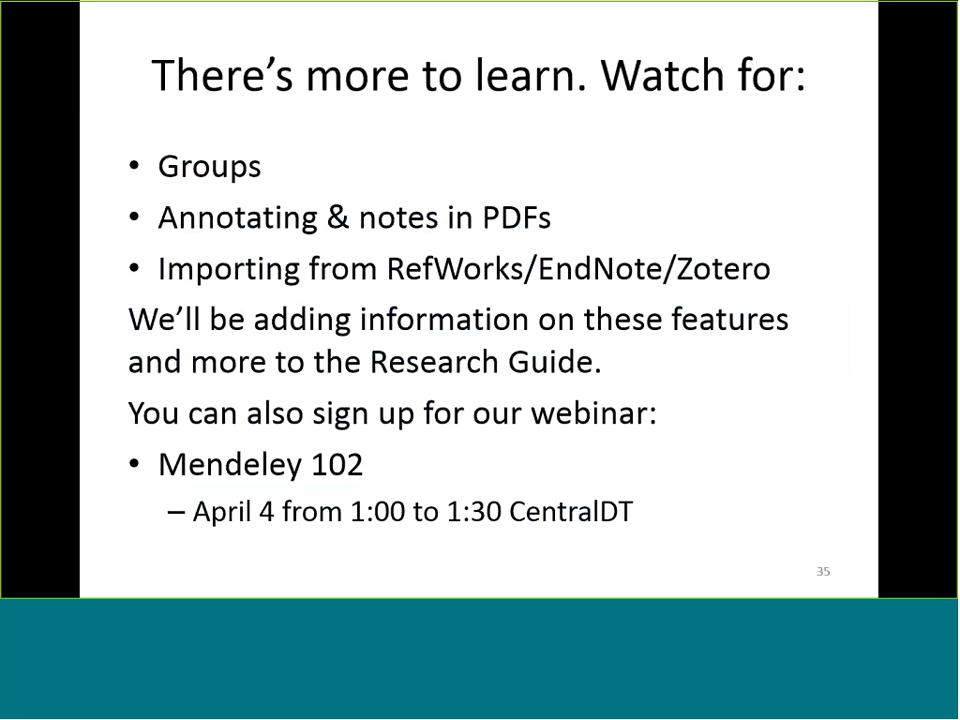 There's more to learn. Watch for:
• Groups
• Annotating & notes in PDFs
• Importing from RefWorks/EndNote/Zotero
We'll be adding information on these features
and more to the Research Guide.
You can also sign up for our webinar:
• Mendeley 102
– April 4 from 1:00 to 1:30 CentralDT
35